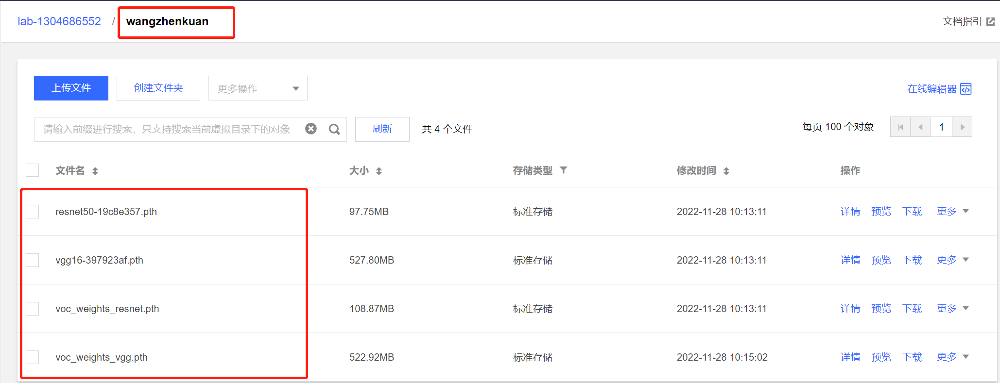 lab-1304686552 / wangzhenkuan 文档指引
上传文件 创建文件夹 更多操作 在线编辑器
请输入前缀进行搜索，只支持搜索当前虚拟目录下的对象 刷新 共 4 个文件 每页 100 个对象 1
文件名 大小 存储类型 修改时间 操作
resnet50-19c8e357.pth 97.75MB 标准存储 2022-11-28 10:13:11 详情 预览 下载 更多
vgg16-397923af.pth 527.80MB 标准存储 2022-11-28 10:13:11 详情 预览 下载 更多
voc_weights_resnet.pth 108.87MB 标准存储 2022-11-28 10:13:11 详情 预览 下载 更多
voc_weights_vgg.pth 522.92MB 标准存储 2022-11-28 10:15:02 详情 预览 下载 更多